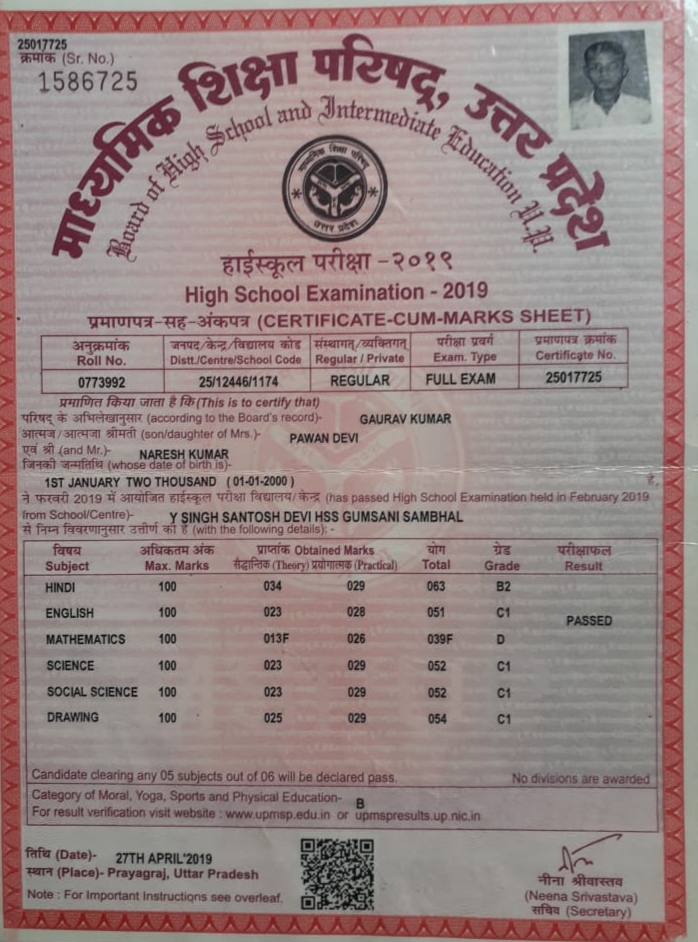 25017725
क्रमांक (Sr. No.)
1586725
माध्यमिक शिक्षा परिषद्, उत्तर प्रदेश
Board of High School and Intermediate Education U.P.
माध्यमिक शिक्षा परिषद्
उत्तर प्रदेश
हाईस्कूल परीक्षा -२०१९
High School Examination - 2019
प्रमाणपत्र-सह-अंकपत्र (CERTIFICATE-CUM-MARKS SHEET)
अनुक्रमांक जनपद/केन्द्र/विद्यालय कोड संस्थागत/व्यक्तिगत परीक्षा प्रवर्ग प्रमाणपत्र क्रमांक
Roll No. Distt./Centre/School Code Regular / Private Exam. Type Certificate No.
0773992 25/12446/1174 REGULAR FULL EXAM 25017725
प्रमाणित किया जाता है कि (This is to certify that)
परिषद् के अभिलेखानुसार (according to the Board's record)- GAURAV KUMAR
आत्मज/आत्मजा श्रीमती (son/daughter of Mrs.)- PAWAN DEVI
एवं श्री (and Mr.)- NARESH KUMAR
जिनकी जन्मतिथि (whose date of birth is)-
1ST JANUARY TWO THOUSAND (01-01-2000) है,
ने फरवरी 2019 में आयोजित हाईस्कूल परीक्षा विद्यालय/केन्द्र (has passed High School Examination held in February 2019
from School/Centre)- Y SINGH SANTOSH DEVI HSS GUMSANI SAMBHAL
से निम्न विवरणानुसार उत्तीर्ण की है (with the following details): -
विषय अधिकतम अंक प्राप्तांक Obtained Marks योग ग्रेड परीक्षाफल
Subject Max. Marks सैद्धान्तिक (Theory) प्रयोगात्मक (Practical) Total Grade Result
HINDI 100 034 029 063 B2
ENGLISH 100 023 028 051 C1
PASSED
MATHEMATICS 100 013F 026 039F D
SCIENCE 100 023 029 052 C1
SOCIAL SCIENCE 100 023 029 052 C1
DRAWING 100 025 029 054 C1
Candidate clearing any 05 subjects out of 06 will be declared pass. No divisions are awarded
Category of Moral, Yoga, Sports and Physical Education- B
For result verification visit website : www.upmsp.edu.in or upmspresults.up.nic.in
तिथि (Date)- 27TH APRIL'2019
स्थान (Place)- Prayagraj, Uttar Pradesh
Note : For Important Instructions see overleaf.
नीना श्रीवास्तव
(Neena Srivastava)
सचिव (Secretary)